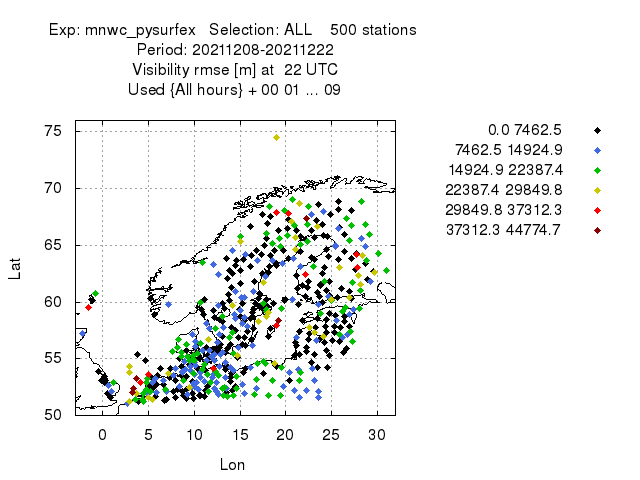 Exp: mnwc_pysurfex   Selection: ALL    500 stations
Period: 20211208-20211222
Visibility rmse [m] at  22 UTC
Used {All hours} + 00 01 ... 09
0.0 7462.5
7462.5 14924.9
14924.9 22387.4
22387.4 29849.8
29849.8 37312.3
37312.3 44774.7
75
70
65
60
55
50
Lat
0 5 10 15 20 25 30
Lon